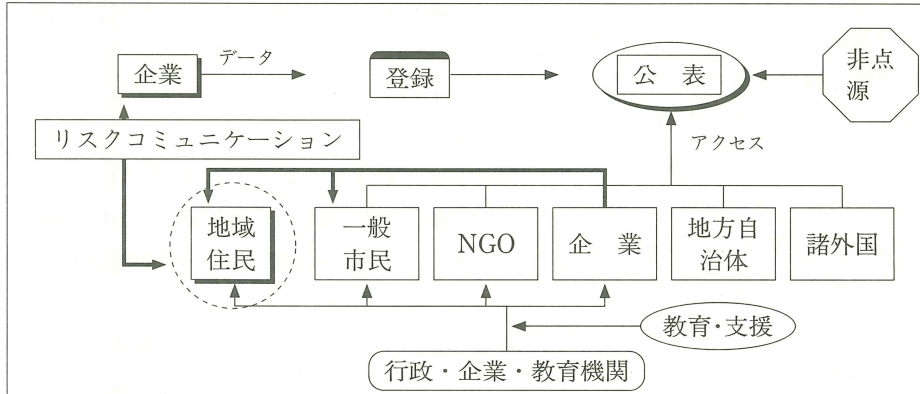 企業
データ
登録
公 表
非点
源
リスクコミュニケーション
アクセス
地域
住民
一般
市民
NGO
企 業
地方自
治体
諸外国
教育・支援
行政・企業・教育機関